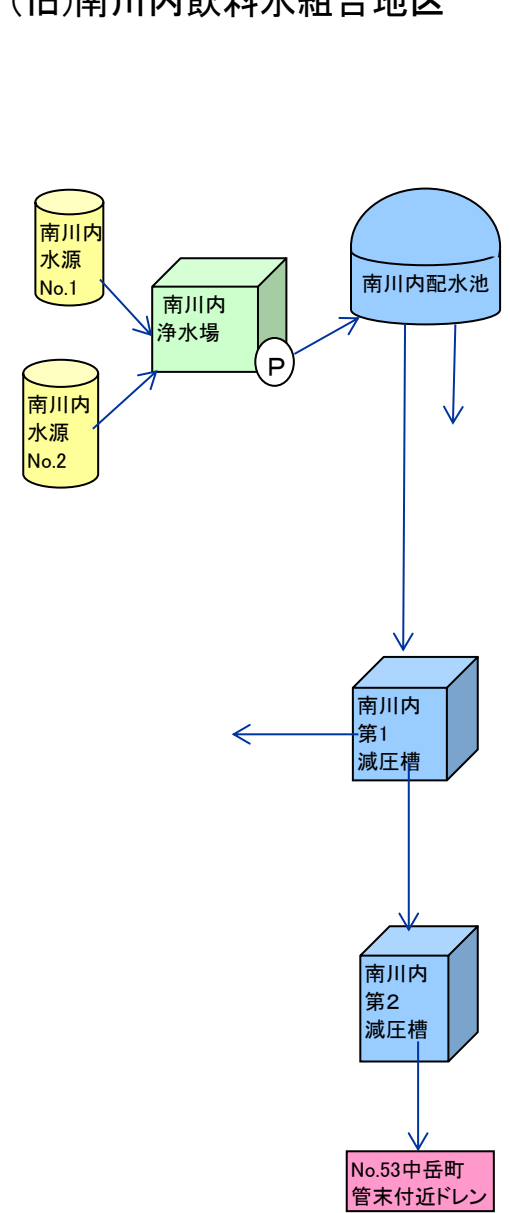 (旧)南川内飲料水組合地区
南川内
水源
No.1
南川内
浄水場
P
南川内配水池
南川内
水源
No.2
南川内
第1
減圧槽
南川内
第2
減圧槽
No.53中岳町
管末付近ドレン